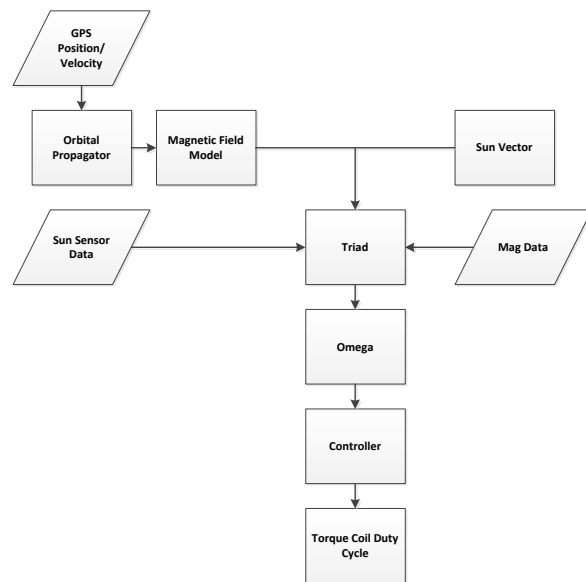 GPS
Position/
Velocity
Orbital
Propagator
Magnetic Field
Model
Sun Vector
Sun Sensor
Data
Triad
Mag Data
Omega
Controller
Torque Coil Duty
Cycle